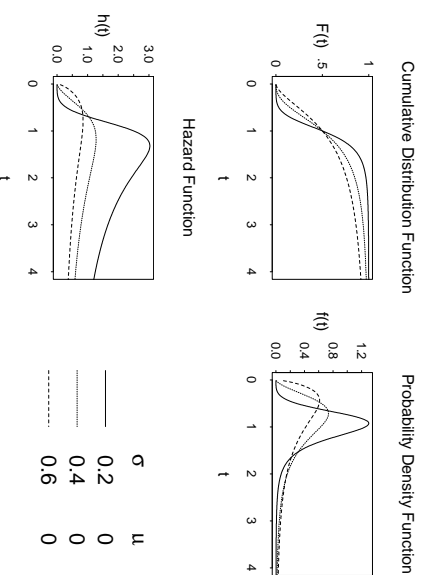 Cumulative Distribution Function
F(t)
1
.5
0
0 1 2 3 4
t
Probability Density Function
f(t)
1.2
0.8
0.4
0.0
0 1 2 3 4
t
Hazard Function
h(t)
3.0
2.0
1.0
0.0
0 1 2 3 4
t
σ μ
0.2 0
0.4 0
0.6 0